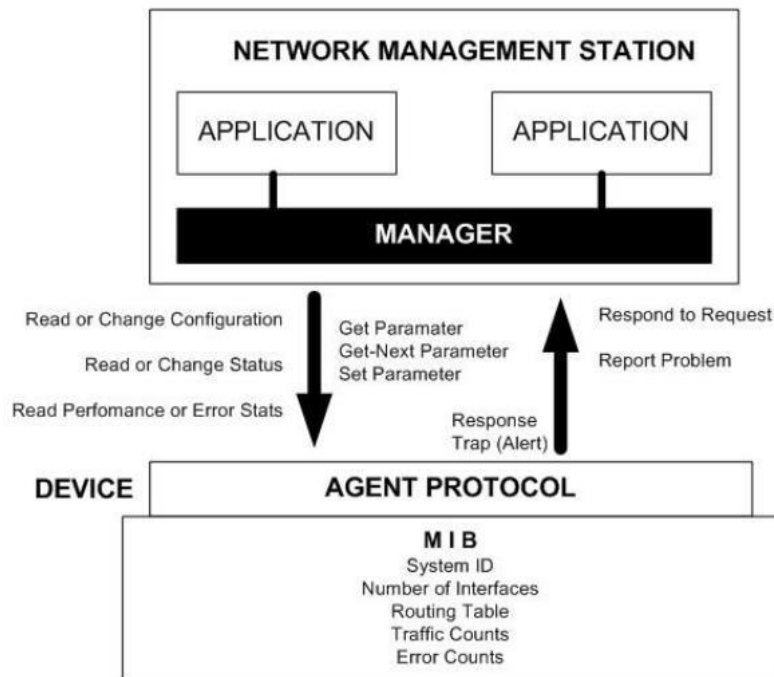 NETWORK MANAGEMENT STATION
APPLICATION
APPLICATION
MANAGER
Read or Change Configuration
Read or Change Status
Read Perfomance or Error Stats
Get Paramater
Get-Next Parameter
Set Parameter
Respond to Request
Report Problem
Response
Trap (Alert)
DEVICE
AGENT PROTOCOL
M I B
System ID
Number of Interfaces
Routing Table
Traffic Counts
Error Counts